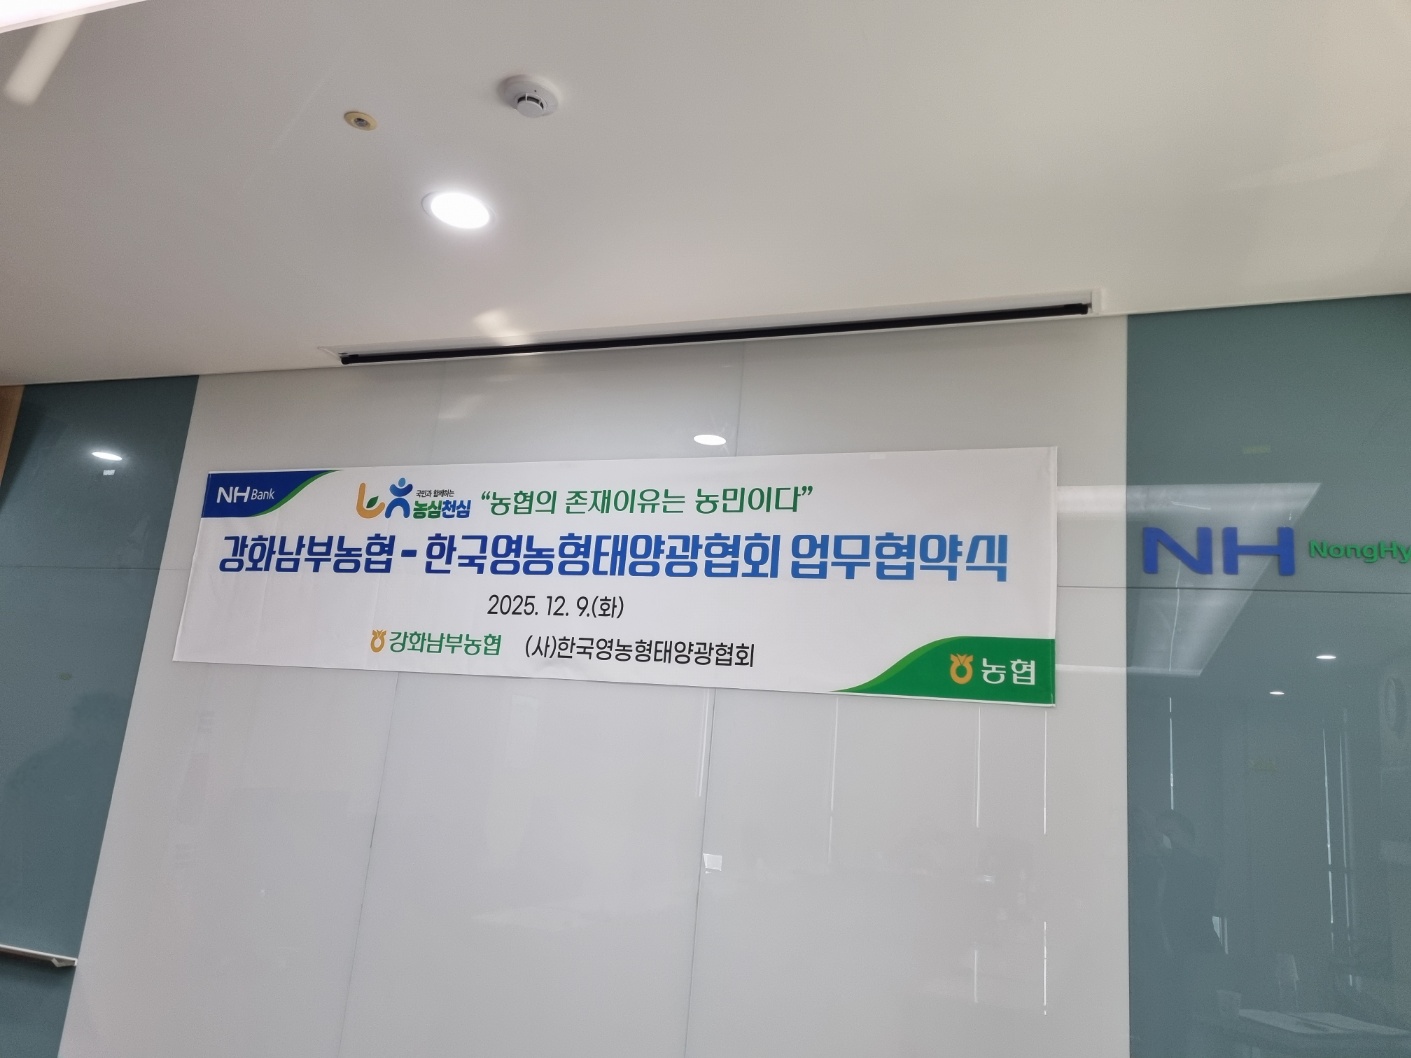 NH Bank
국민과 함께하는
농심천심
“농협의 존재이유는 농민이다”
강화남부농협 - 한국영농형태양광협회 업무협약식
2025. 12. 9.(화)
강화남부농협 (사)한국영농형태양광협회
농협
NH NongHy